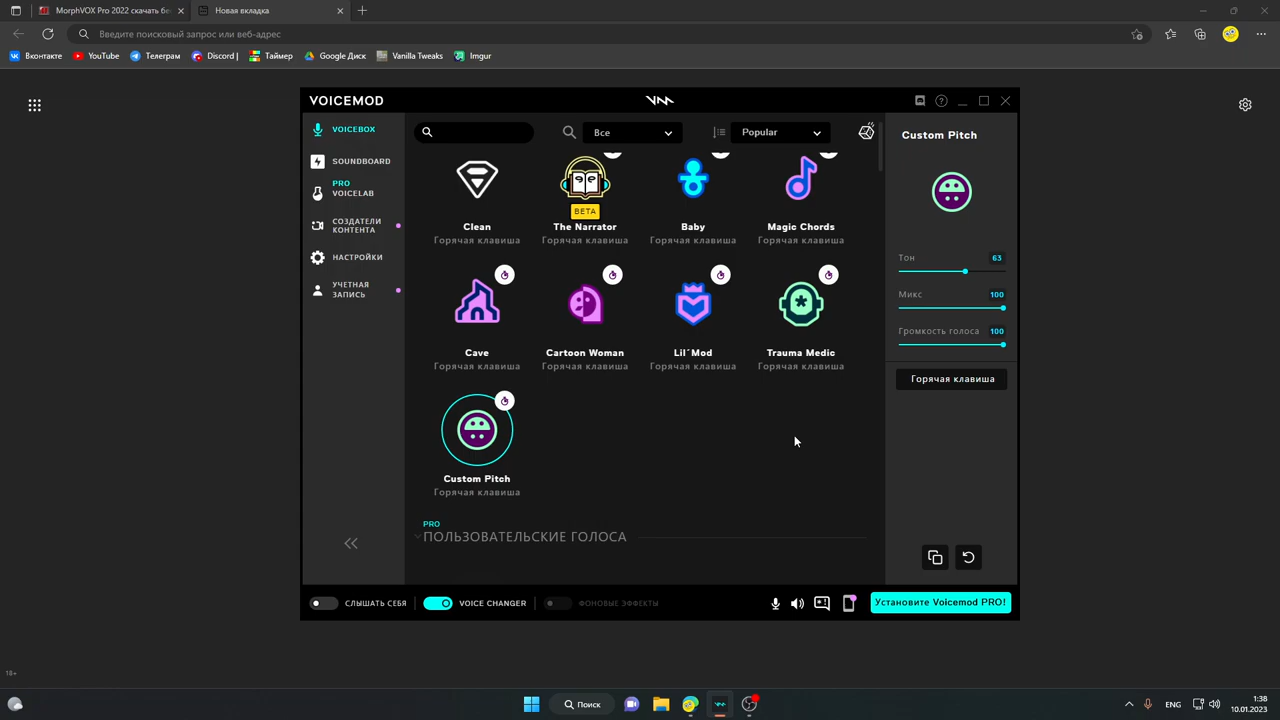 MorphVOX Pro 2022 скачать бе
Новая вкладка
Введите поисковый запрос или веб-адрес
Вконтакте
YouTube
Телеграм
Discord |
Таймер
Google Диск
Vanilla Tweaks
Imgur
VOICEMOD
VOICEBOX
SOUNDBOARD
PRO
VOICELAB
СОЗДАТЕЛИ
КОНТЕНТА
НАСТРОЙКИ
УЧЕТНАЯ
ЗАПИСЬ
Все
Popular
Clean
Горячая клавиша
BETA
The Narrator
Горячая клавиша
Baby
Горячая клавиша
Magic Chords
Горячая клавиша
Cave
Горячая клавиша
Cartoon Woman
Горячая клавиша
Lil´Mod
Горячая клавиша
Trauma Medic
Горячая клавиша
Custom Pitch
Горячая клавиша
PRO
ПОЛЬЗОВАТЕЛЬСКИЕ ГОЛОСА
Custom Pitch
Тон 63
Микс 100
Громкость голоса 100
Горячая клавиша
СЛЫШАТЬ СЕБЯ
VOICE CHANGER
ФОНОВЫЕ ЭФФЕКТЫ
Установите Voicemod PRO!
18+
Поиск
ENG
1:38
10.01.2023